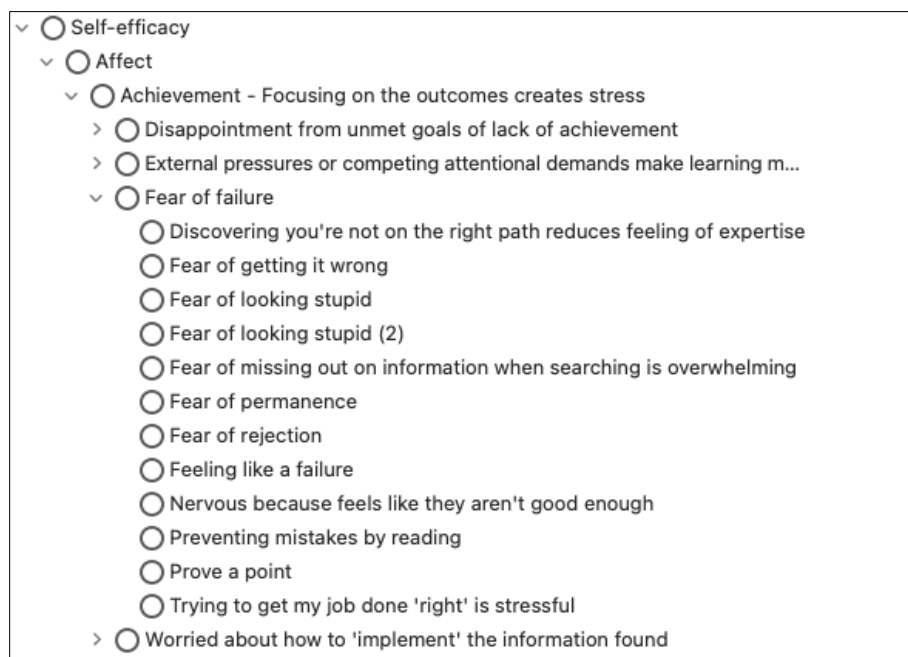 Self-efficacy
Affect
Achievement - Focusing on the outcomes creates stress
Disappointment from unmet goals of lack of achievement
External pressures or competing attentional demands make learning m...
Fear of failure
Discovering you're not on the right path reduces feeling of expertise
Fear of getting it wrong
Fear of looking stupid
Fear of looking stupid (2)
Fear of missing out on information when searching is overwhelming
Fear of permanence
Fear of rejection
Feeling like a failure
Nervous because feels like they aren't good enough
Preventing mistakes by reading
Prove a point
Trying to get my job done 'right' is stressful
Worried about how to 'implement' the information found